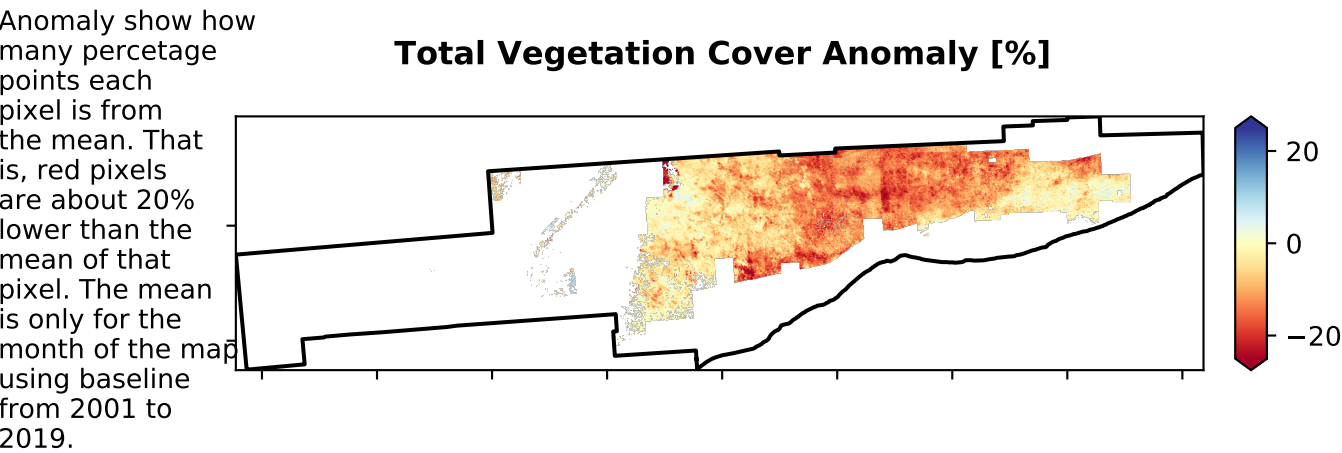 Anomaly show how
many percetage
points each
pixel is from
the mean. That
is, red pixels
are about 20%
lower than the
mean of that
pixel. The mean
is only for the
month of the map
using baseline
from 2001 to
2019.
Total Vegetation Cover Anomaly [%]
20
0
−20